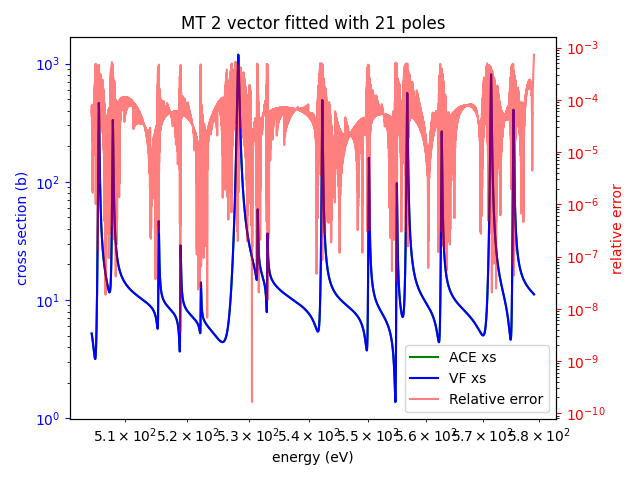 MT 2 vector fitted with 21 poles
10³
10²
10¹
10⁰
cross section (b)
10⁻³
10⁻⁴
10⁻⁵
10⁻⁶
10⁻⁷
10⁻⁸
10⁻⁹
10⁻¹⁰
relative error
ACE xs
VF xs
Relative error
5.1 × 10² 5.2 × 10² 5.3 × 10² 5.4 × 10² 5.5 × 10² 5.6 × 10² 5.7 × 10² 5.8 × 10²
energy (eV)